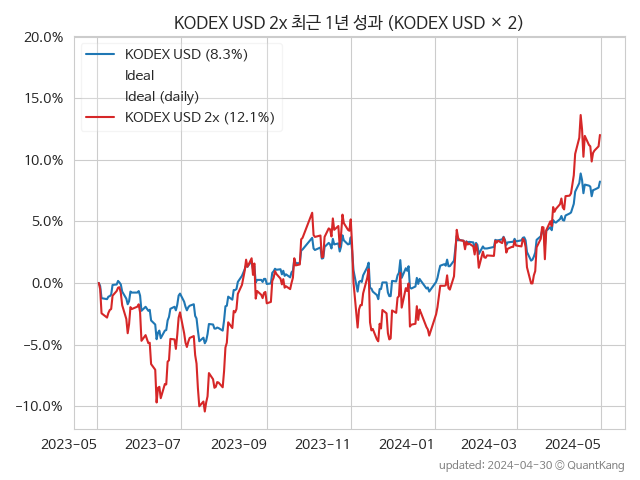 KODEX USD 2x 최근 1년 성과 (KODEX USD × 2)
20.0%
15.0%
10.0%
5.0%
0.0%
−5.0%
−10.0%
KODEX USD (8.3%)
Ideal
Ideal (daily)
KODEX USD 2x (12.1%)
2023-05 2023-07 2023-09 2023-11 2024-01 2024-03 2024-05
updated: 2024-04-30 © QuantKang